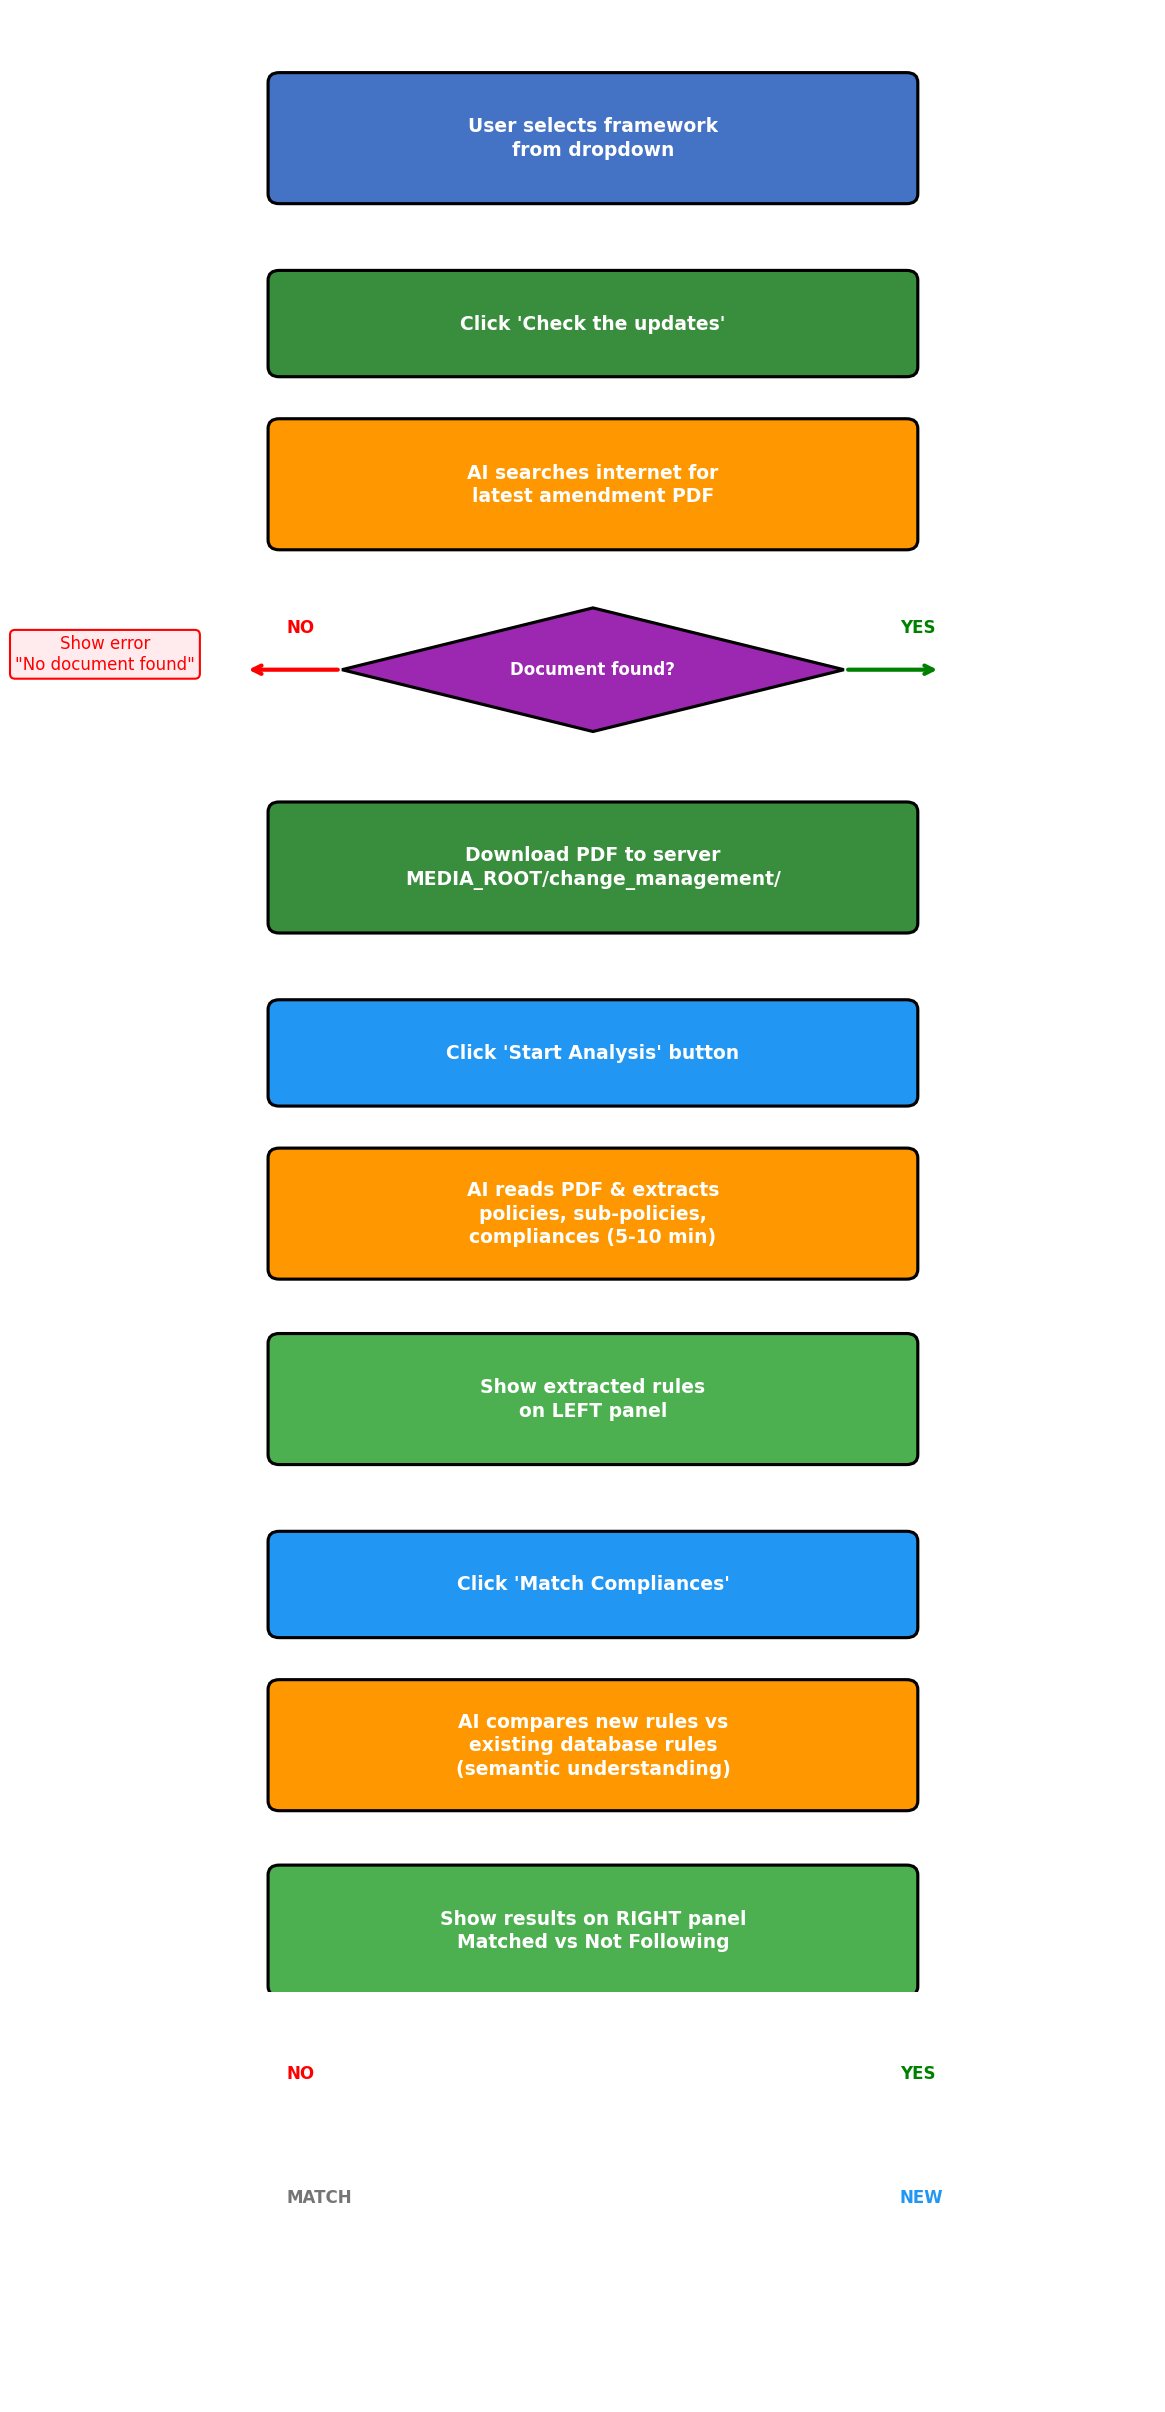 User selects framework
from dropdown
Click 'Check the updates'
AI searches internet for
latest amendment PDF
NO
YES
Show error
"No document found"
Document found?
Download PDF to server
MEDIA_ROOT/change_management/
Click 'Start Analysis' button
AI reads PDF & extracts
policies, sub-policies,
compliances (5-10 min)
Show extracted rules
on LEFT panel
Click 'Match Compliances'
AI compares new rules vs
existing database rules
(semantic understanding)
Show results on RIGHT panel
Matched vs Not Following
NO
YES
MATCH
NEW